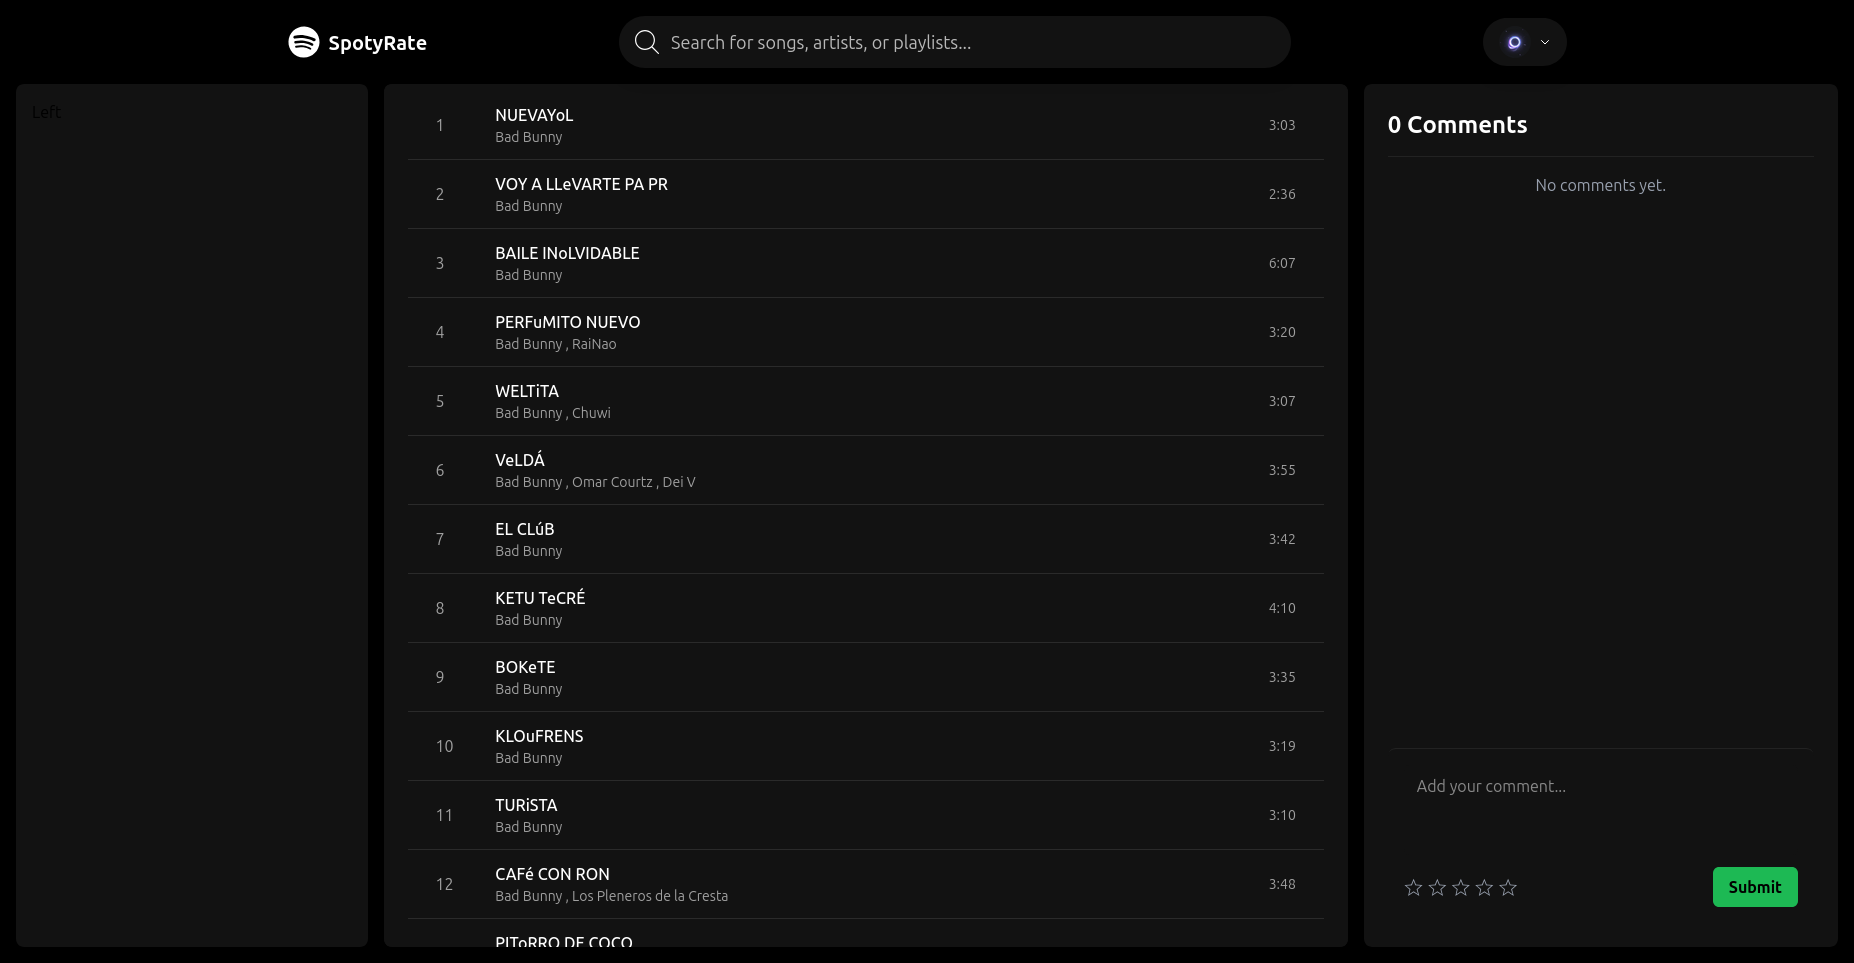 SpotyRate
Search for songs, artists, or playlists...
Left
1
NUEVAYoL
Bad Bunny
3:03
2
VOY A LLeVARTE PA PR
Bad Bunny
2:36
3
BAILE INoLVIDABLE
Bad Bunny
6:07
4
PERFuMITO NUEVO
Bad Bunny , RaiNao
3:20
5
WELTiTA
Bad Bunny , Chuwi
3:07
6
VeLDÁ
Bad Bunny , Omar Courtz , Dei V
3:55
7
EL CLúB
Bad Bunny
3:42
8
KETU TeCRÉ
Bad Bunny
4:10
9
BOKeTE
Bad Bunny
3:35
10
KLOuFRENS
Bad Bunny
3:19
11
TURiSTA
Bad Bunny
3:10
12
CAFé CON RON
Bad Bunny , Los Pleneros de la Cresta
3:48
PIToRRO DE COCO
0 Comments
No comments yet.
Add your comment...
Submit